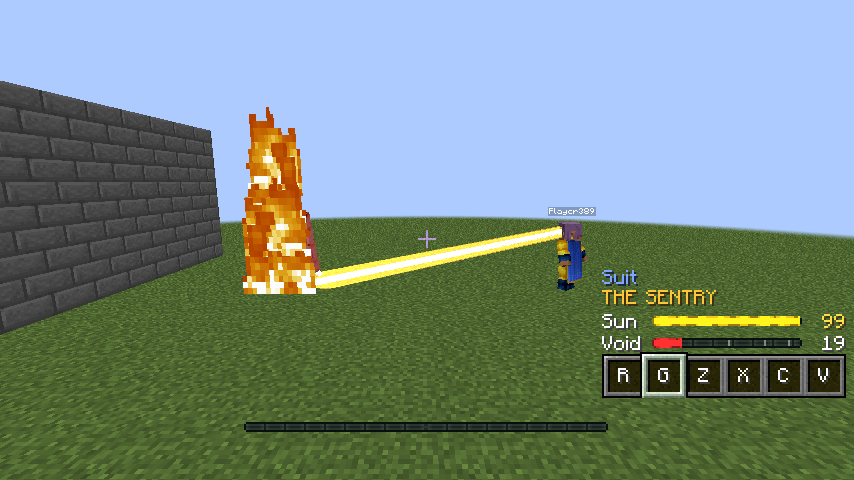 Player389
Suit
THE SENTRY
Sun 99
Void 19
R G Z X C V